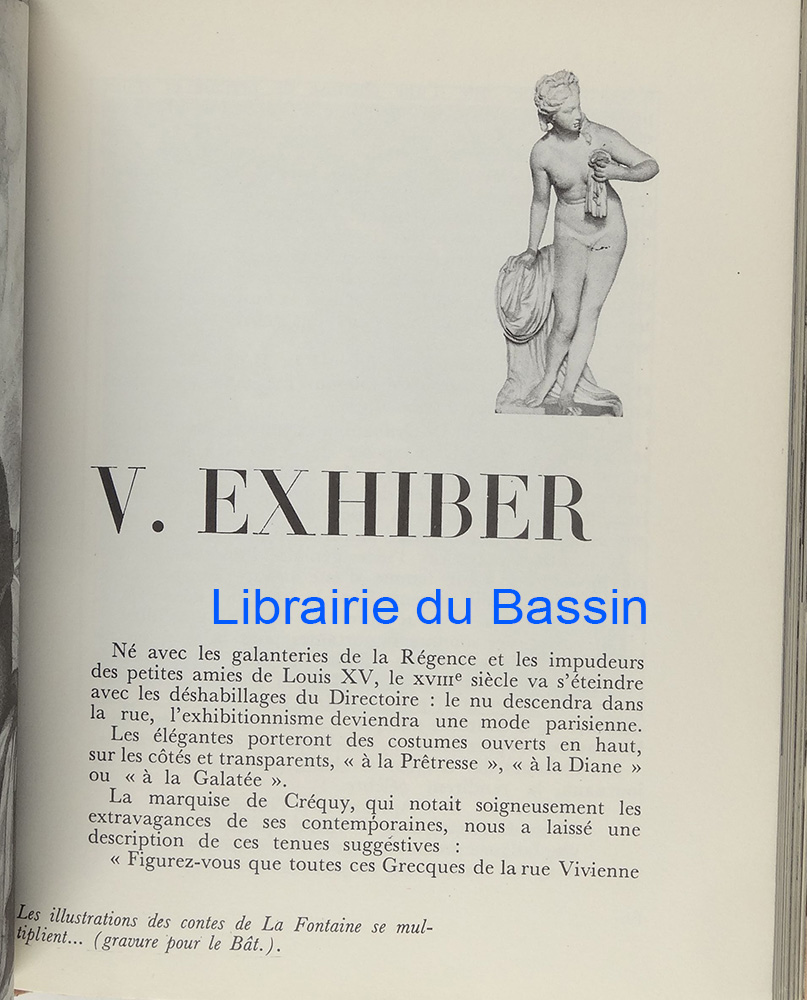 V. EXHIBER
Librairie du Bassin
Né avec les galanteries de la Régence et les impudeurs
des petites amies de Louis XV, le XVIIIe siècle va s'éteindre
avec les déshabillages du Directoire : le nu descendra dans
la rue, l'exhibitionnisme deviendra une mode parisienne.
Les élégantes porteront des costumes ouverts en haut,
sur les côtés et transparents, « à la Prêtresse », « à la Diane »
ou « à la Galatée ».
La marquise de Créquy, qui notait soigneusement les
extravagances de ses contemporaines, nous a laissé une
description de ces tenues suggestives :
« Figurez-vous que toutes ces Grecques de la rue Vivienne
Les illustrations des contes de La Fontaine se mul-
tiplient... (gravure pour le Bât.).